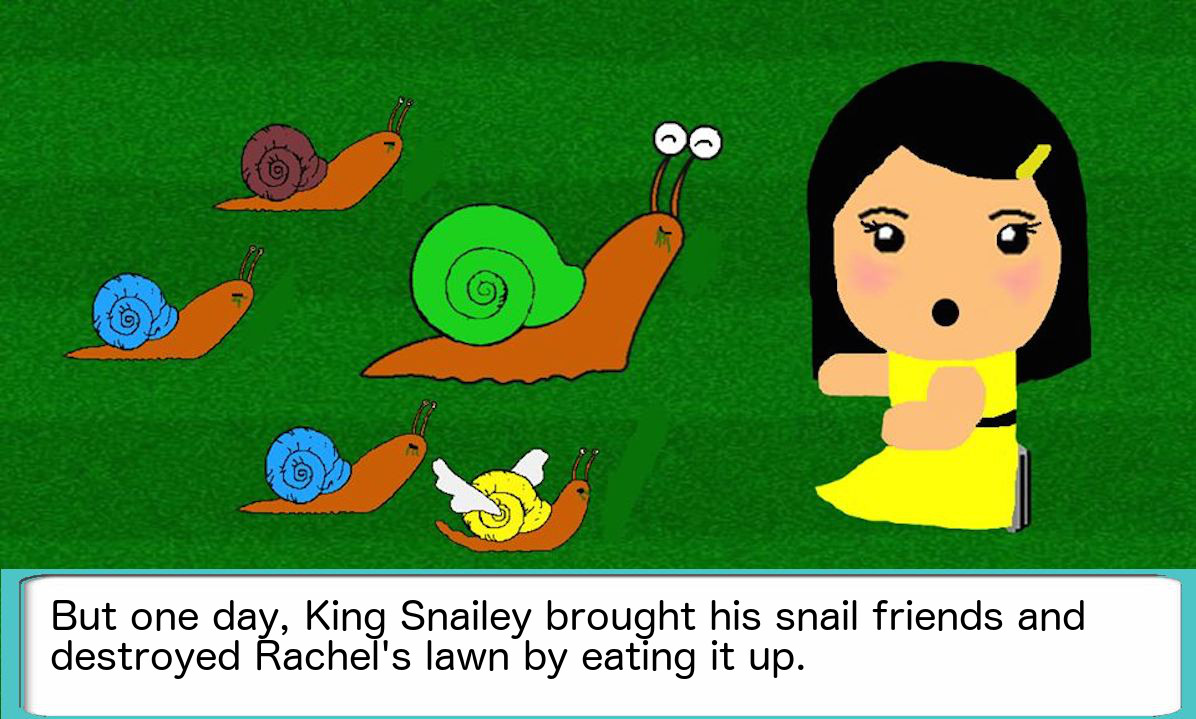 But one day, King Snailey brought his snail friends and
destroyed Rachel's lawn by eating it up.